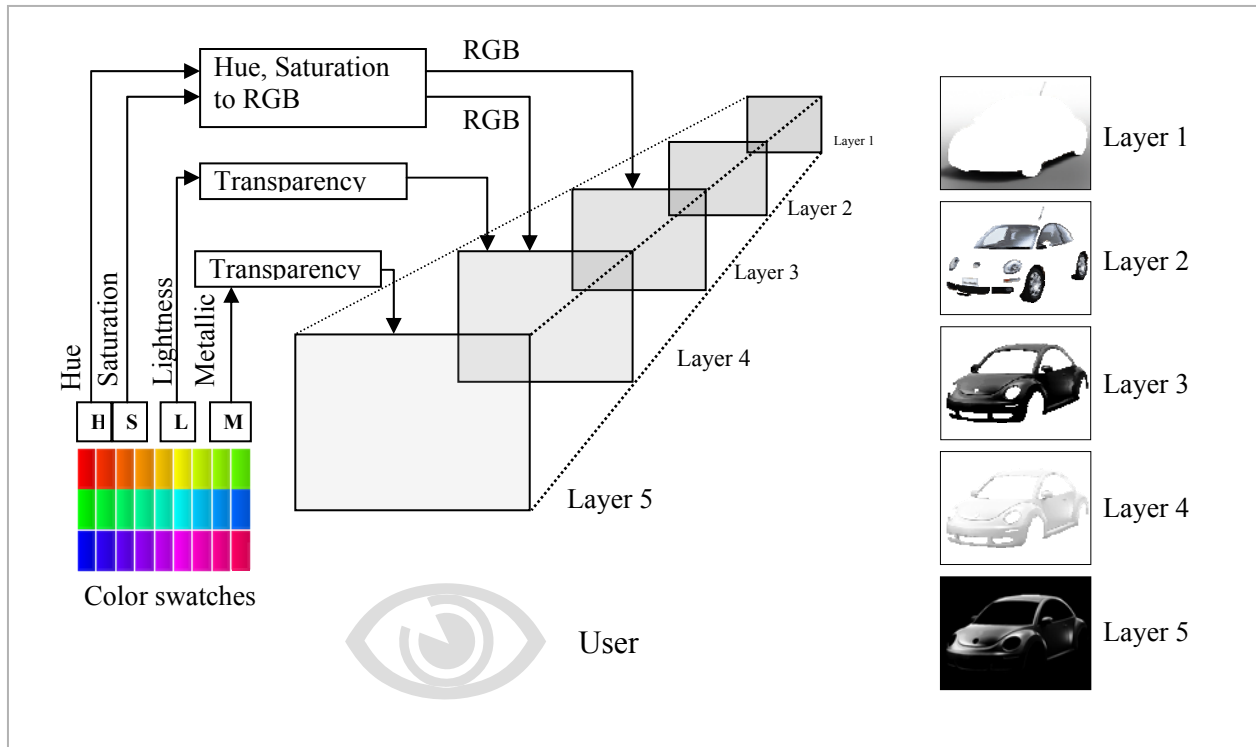 Hue, Saturation
to RGB
RGB
RGB
Transparency
Transparency
Hue
Saturation
Lightness
Metallic
H S L M
Color swatches
Layer 1
Layer 2
Layer 3
Layer 4
Layer 5
User
Layer 1
Layer 2
Layer 3
Layer 4
Layer 5